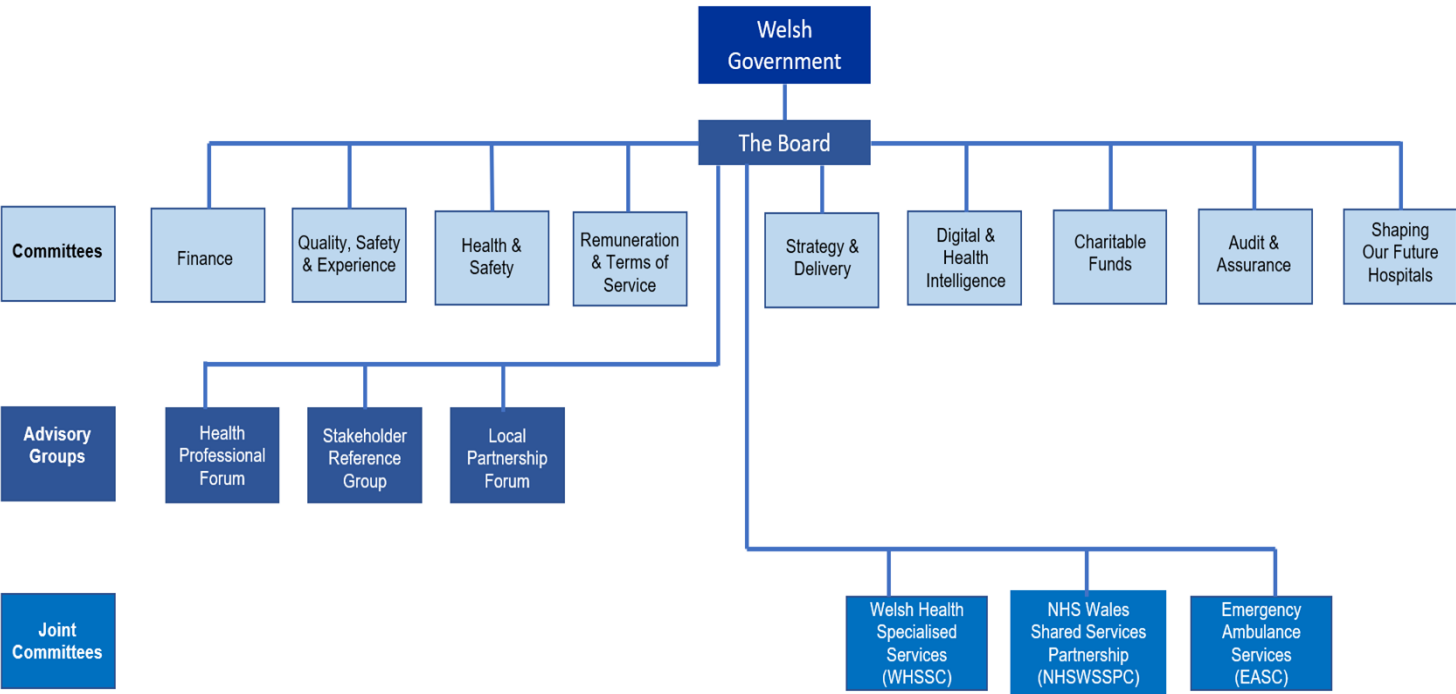 Welsh
Government
The Board
Committees
Finance
Quality, Safety
& Experience
Health &
Safety
Remuneration
& Terms of
Service
Strategy &
Delivery
Digital &
Health
Intelligence
Charitable
Funds
Audit &
Assurance
Shaping
Our Future
Hospitals
Advisory
Groups
Health
Professional
Forum
Stakeholder
Reference
Group
Local
Partnership
Forum
Joint
Committees
Welsh Health
Specialised
Services
(WHSSC)
NHS Wales
Shared Services
Partnership
(NHSWSSPC)
Emergency
Ambulance
Services
(EASC)